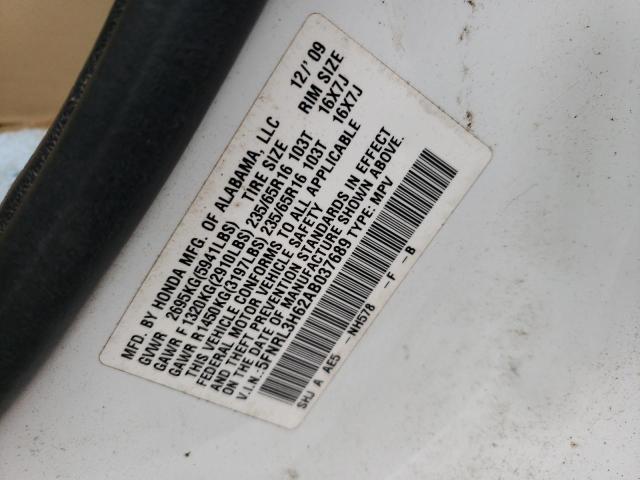 MFD. BY HONDA MFG. OF ALABAMA, LLC 12/'09
GVWR 2695KG(5941LBS) TIRE SIZE RIM SIZE
GAWR F 1320KG(2910LBS) 235/65R16 103T 16X7J
GAWR R 1450KG(3197LBS) 235/65R16 103T 16X7J
THIS VEHICLE CONFORMS TO ALL APPLICABLE
FEDERAL MOTOR VEHICLE SAFETY
AND THEFT PREVENTION STANDARDS IN EFFECT
ON THE DATE OF MANUFACTURE SHOWN ABOVE.
V.I.N.:5FNRL3H62AB037689 TYPE: MPV
SHJ A AE5 -NH578 -F -B